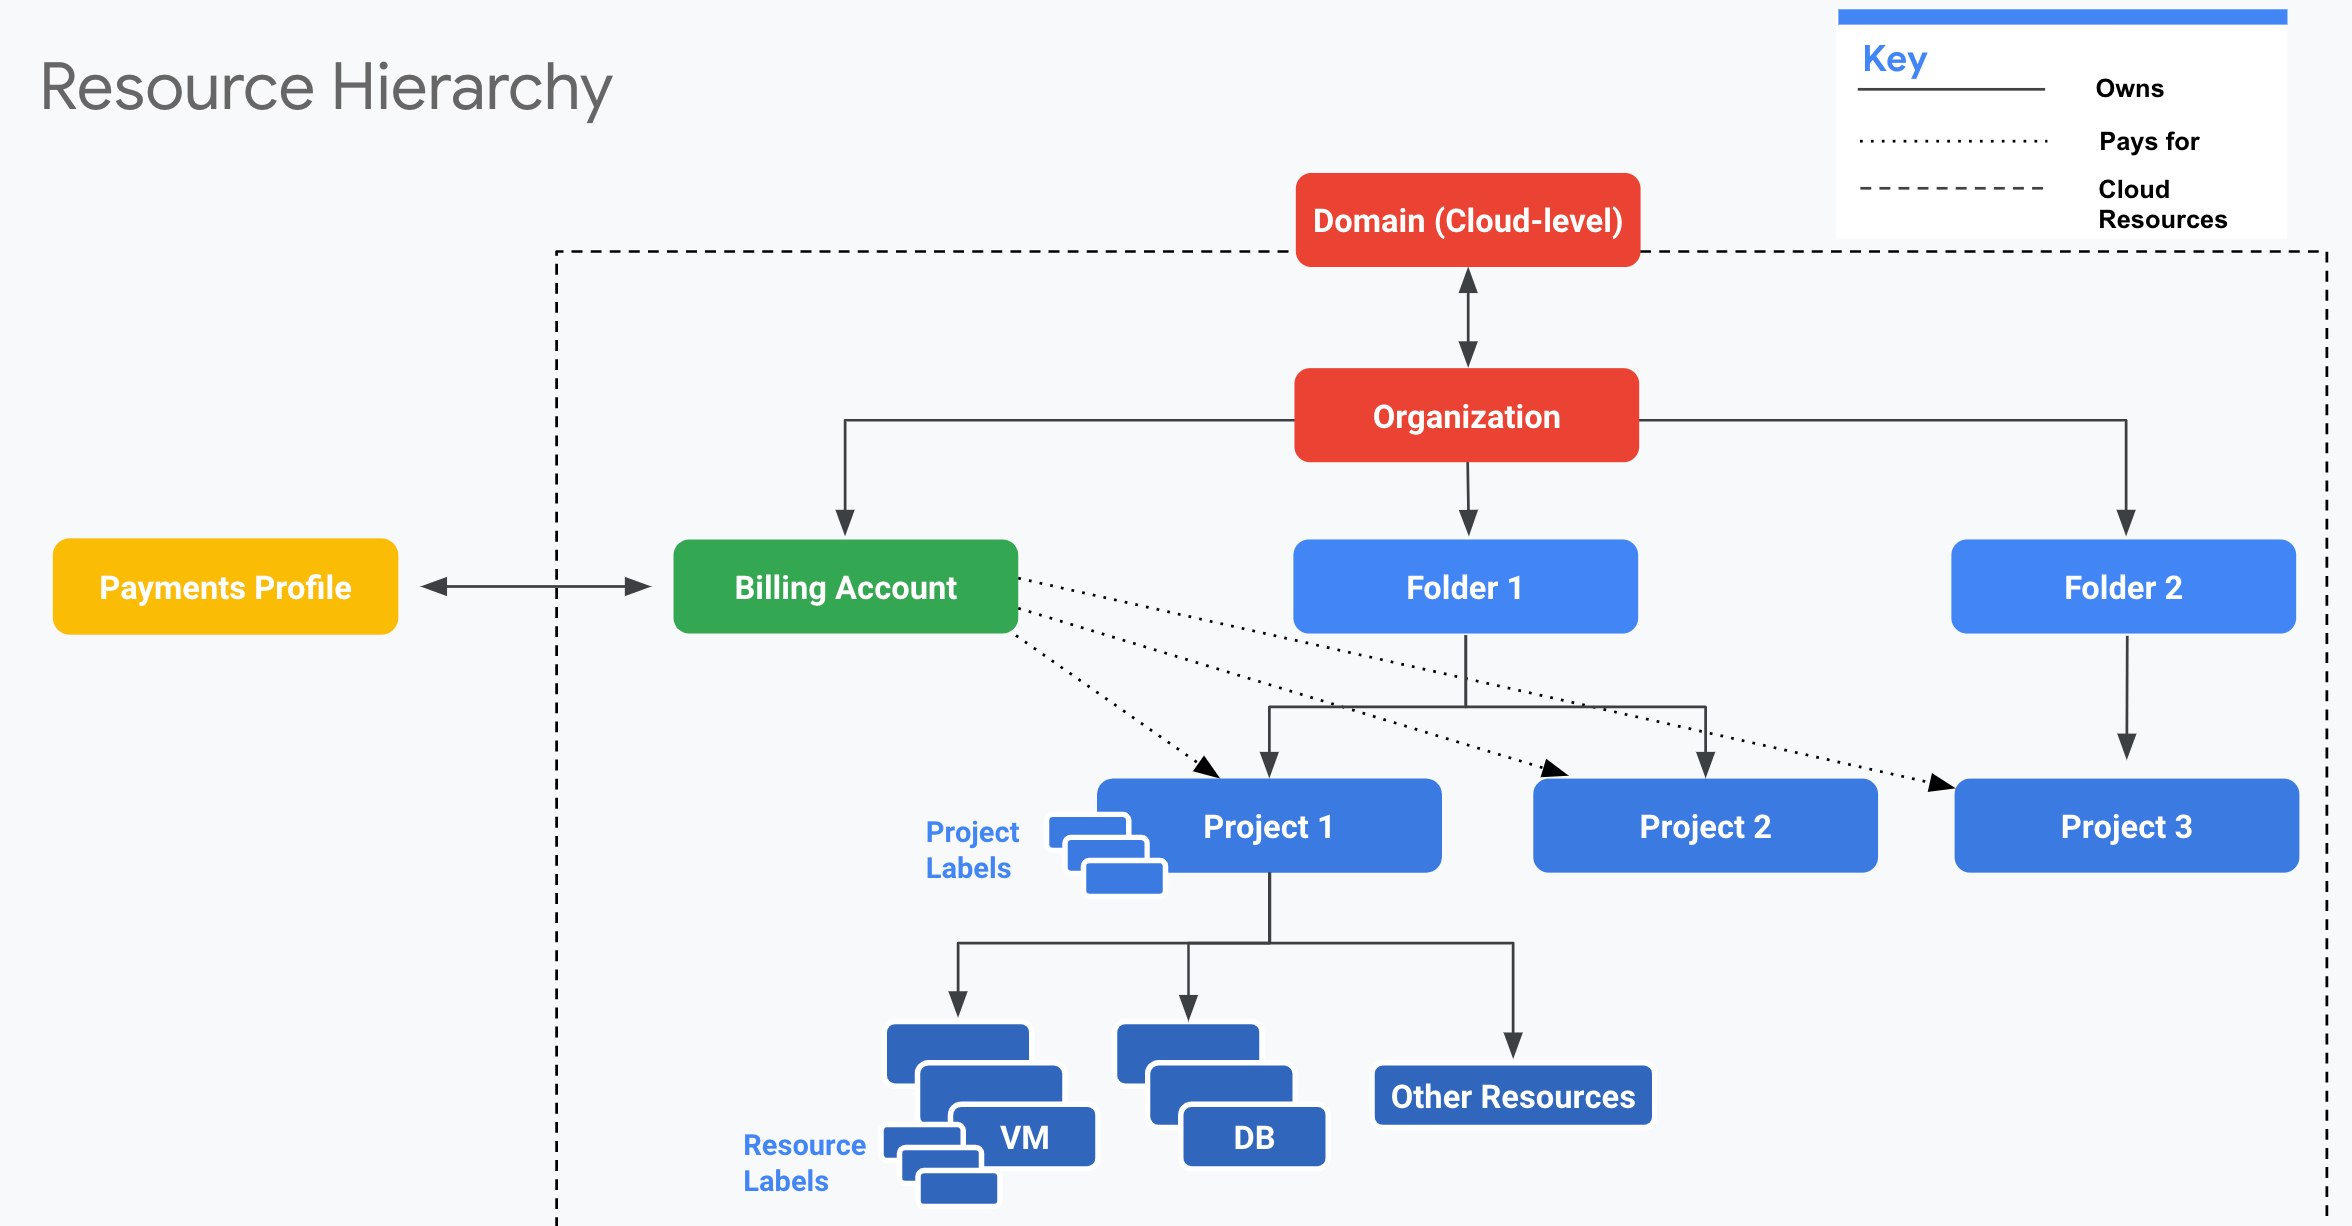 Resource Hierarchy
Key
Owns
Pays for
Cloud
Resources
Domain (Cloud-level)
Organization
Payments Profile
Billing Account
Folder 1
Folder 2
Project
Labels
Project 1
Project 2
Project 3
Other Resources
Resource
Labels
VM
DB